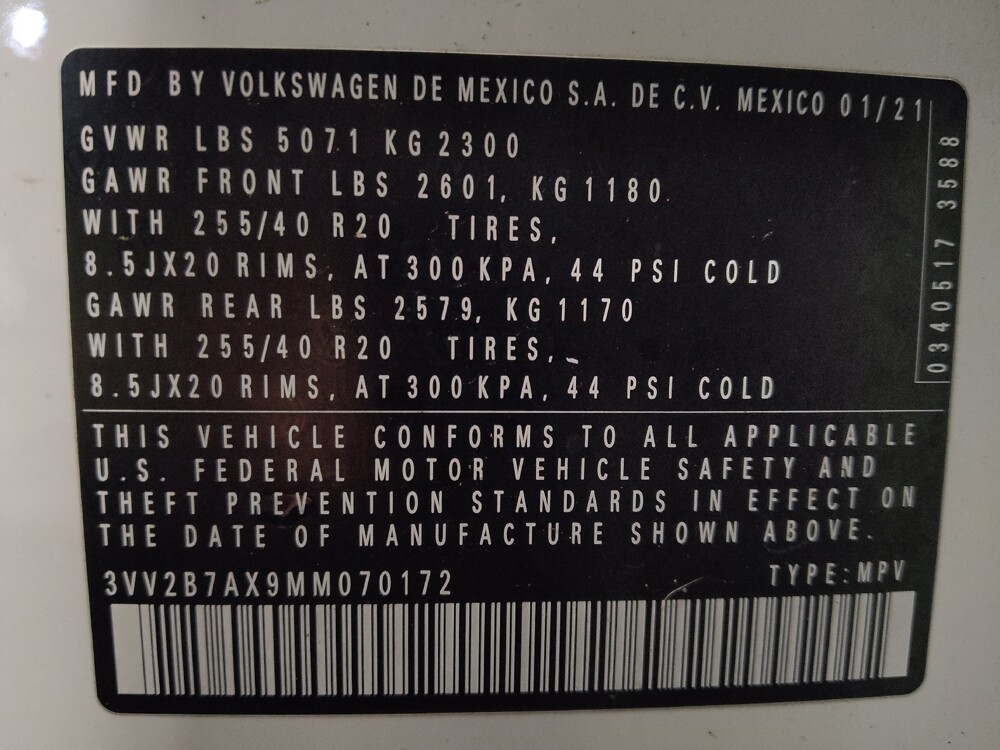 MFD BY VOLKSWAGEN DE MEXICO S.A. DE C.V. MEXICO 01/21
GVWR LBS 5071 KG 2300
GAWR FRONT LBS 2601, KG 1180
WITH 255/40 R20 TIRES,
8.5JX20 RIMS, AT 300 KPA, 44 PSI COLD
GAWR REAR LBS 2579, KG 1170
WITH 255/40 R20 TIRES,
8.5JX20 RIMS, AT 300 KPA, 44 PSI COLD
0340517 3588
THIS VEHICLE CONFORMS TO ALL APPLICABLE
U.S. FEDERAL MOTOR VEHICLE SAFETY AND
THEFT PREVENTION STANDARDS IN EFFECT ON
THE DATE OF MANUFACTURE SHOWN ABOVE.
3VV2B7AX9MM070172 TYPE:MPV